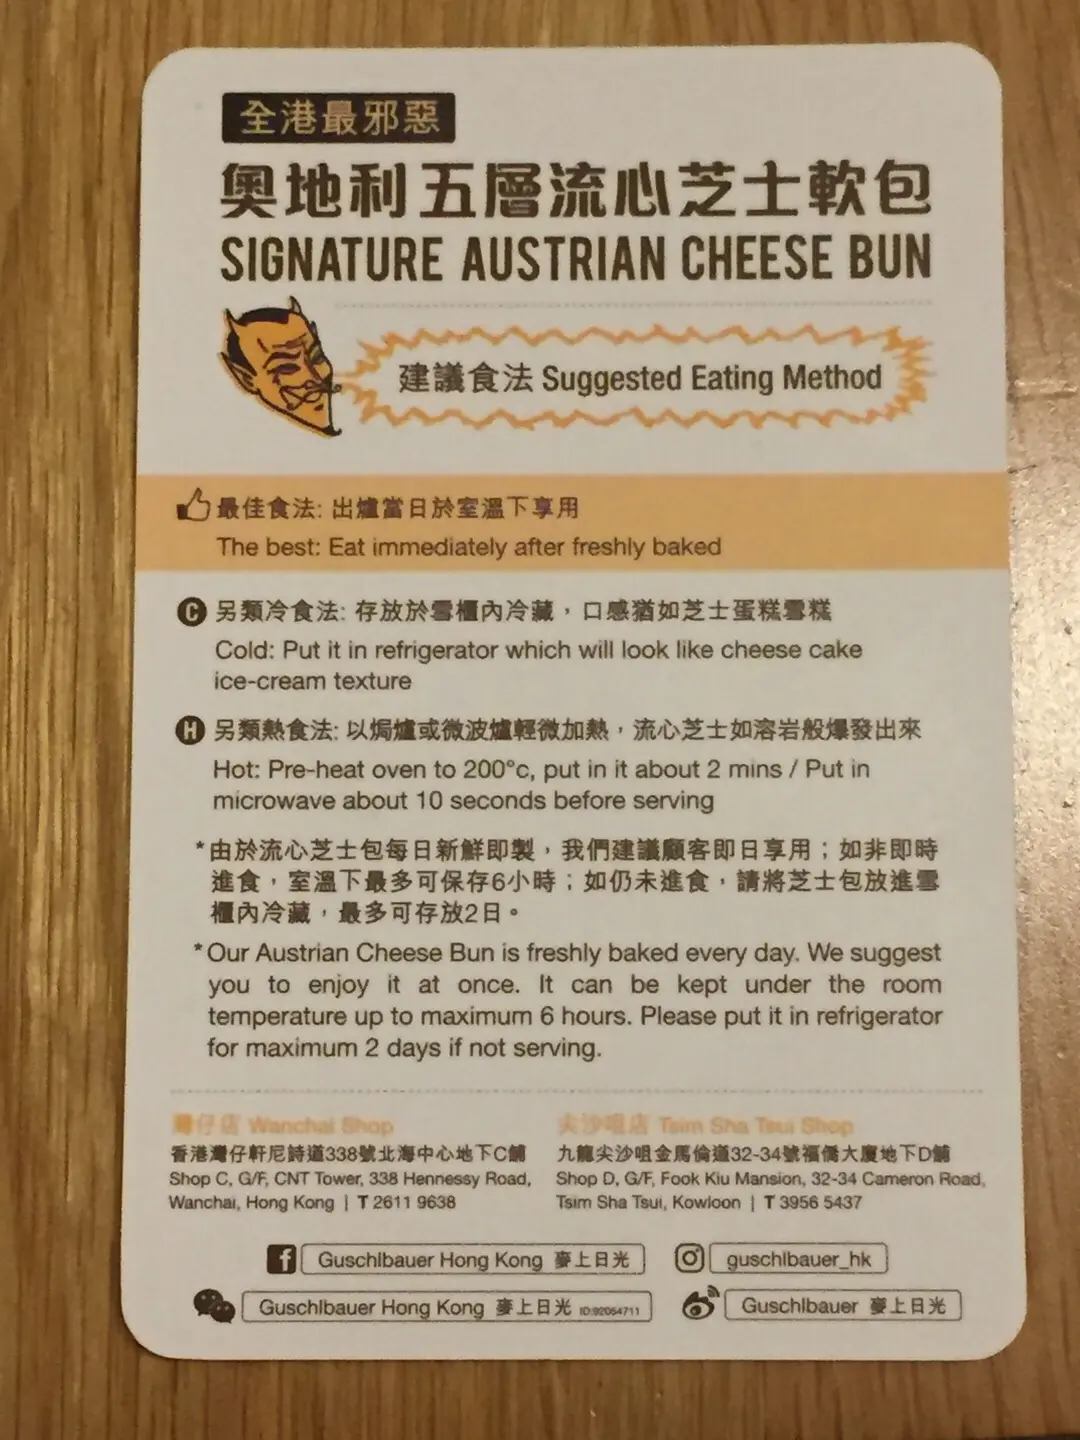 全港最邪惡
奧地利五層流心芝士軟包
SIGNATURE AUSTRIAN CHEESE BUN
建議食法 Suggested Eating Method
最佳食法: 出爐當日於室溫下享用
The best: Eat immediately after freshly baked
C 另類冷食法: 存放於雪櫃內冷藏，口感猶如芝士蛋糕雪糕
Cold: Put it in refrigerator which will look like cheese cake
ice-cream texture
H 另類熱食法: 以焗爐或微波爐輕微加熱，流心芝士如溶岩般爆發出來
Hot: Pre-heat oven to 200°c, put in it about 2 mins / Put in
microwave about 10 seconds before serving
*由於流心芝士包每日新鮮即製，我們建議顧客即日享用；如非即時
進食，室溫下最多可保存6小時；如仍未進食，請將芝士包放進雪
櫃內冷藏，最多可存放2日。
*Our Austrian Cheese Bun is freshly baked every day. We suggest
you to enjoy it at once. It can be kept under the room
temperature up to maximum 6 hours. Please put it in refrigerator
for maximum 2 days if not serving.
灣仔店 Wanchai Shop
香港灣仔軒尼詩道338號北海中心地下C舖
Shop C, G/F, CNT Tower, 338 Hennessy Road,
Wanchai, Hong Kong | T 2611 9638
尖沙咀店 Tsim Sha Tsui Shop
九龍尖沙咀金馬倫道32-34號福僑大廈地下D舖
Shop D, G/F, Fook Kiu Mansion, 32-34 Cameron Road,
Tsim Sha Tsui, Kowloon | T 3956 5437
f Guschlbauer Hong Kong 麥上日光
guschlbauer_hk
Guschlbauer Hong Kong 麥上日光 ID:92054711
Guschlbauer 麥上日光